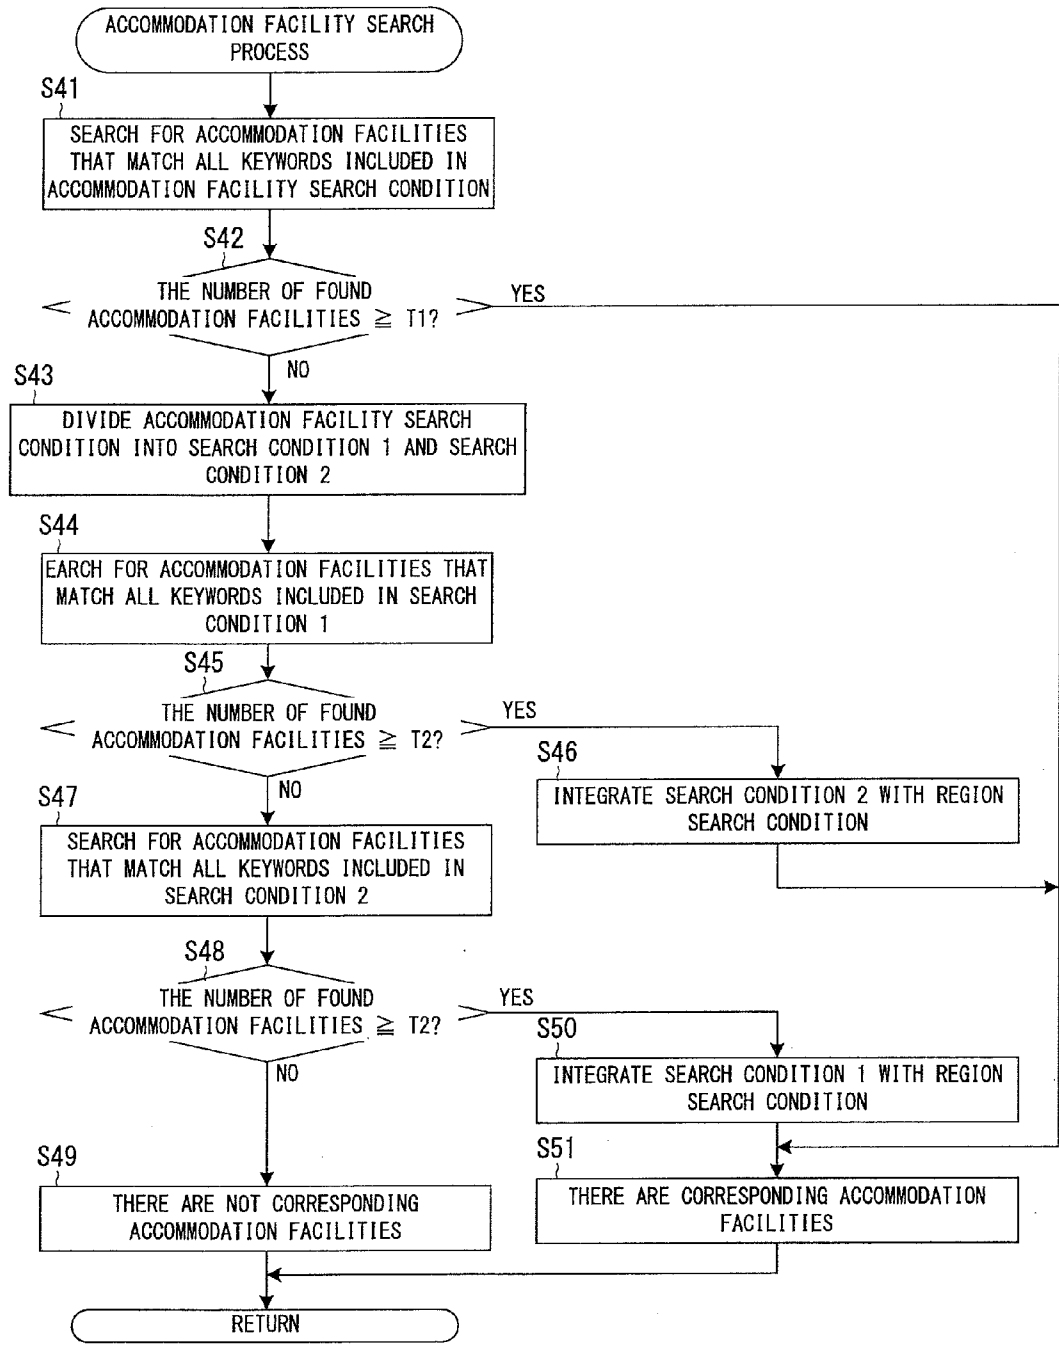 ACCOMMODATION FACILITY SEARCH
PROCESS
S41
SEARCH FOR ACCOMMODATION FACILITIES
THAT MATCH ALL KEYWORDS INCLUDED IN
ACCOMMODATION FACILITY SEARCH CONDITION
S42
THE NUMBER OF FOUND
ACCOMMODATION FACILITIES ≧ T1?
YES
NO
S43
DIVIDE ACCOMMODATION FACILITY SEARCH
CONDITION INTO SEARCH CONDITION 1 AND SEARCH
CONDITION 2
S44
EARCH FOR ACCOMMODATION FACILITIES THAT
MATCH ALL KEYWORDS INCLUDED IN SEARCH
CONDITION 1
S45
THE NUMBER OF FOUND
ACCOMMODATION FACILITIES ≧ T2?
YES
NO
S46
INTEGRATE SEARCH CONDITION 2 WITH REGION
SEARCH CONDITION
S47
SEARCH FOR ACCOMMODATION FACILITIES
THAT MATCH ALL KEYWORDS INCLUDED IN
SEARCH CONDITION 2
S48
THE NUMBER OF FOUND
ACCOMMODATION FACILITIES ≧ T2?
YES
NO
S50
INTEGRATE SEARCH CONDITION 1 WITH REGION
SEARCH CONDITION
S49
THERE ARE NOT CORRESPONDING
ACCOMMODATION FACILITIES
S51
THERE ARE CORRESPONDING ACCOMMODATION
FACILITIES
RETURN